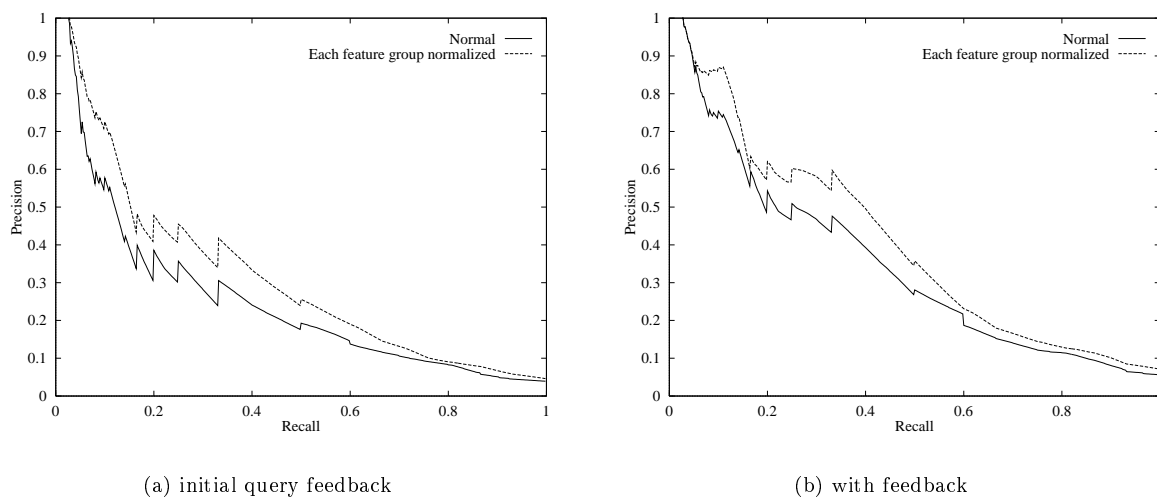 1
0.9
0.8
0.7
0.6
0.5
0.4
0.3
0.2
0.1
0
Precision
Normal
Each feature group normalized
0 0.2 0.4 0.6 0.8 1
Recall
(a) initial query feedback
1
0.9
0.8
0.7
0.6
0.5
0.4
0.3
0.2
0.1
0
Precision
Normal
Each feature group normalized
0 0.2 0.4 0.6 0.8 1
Recall
(b) with feedback